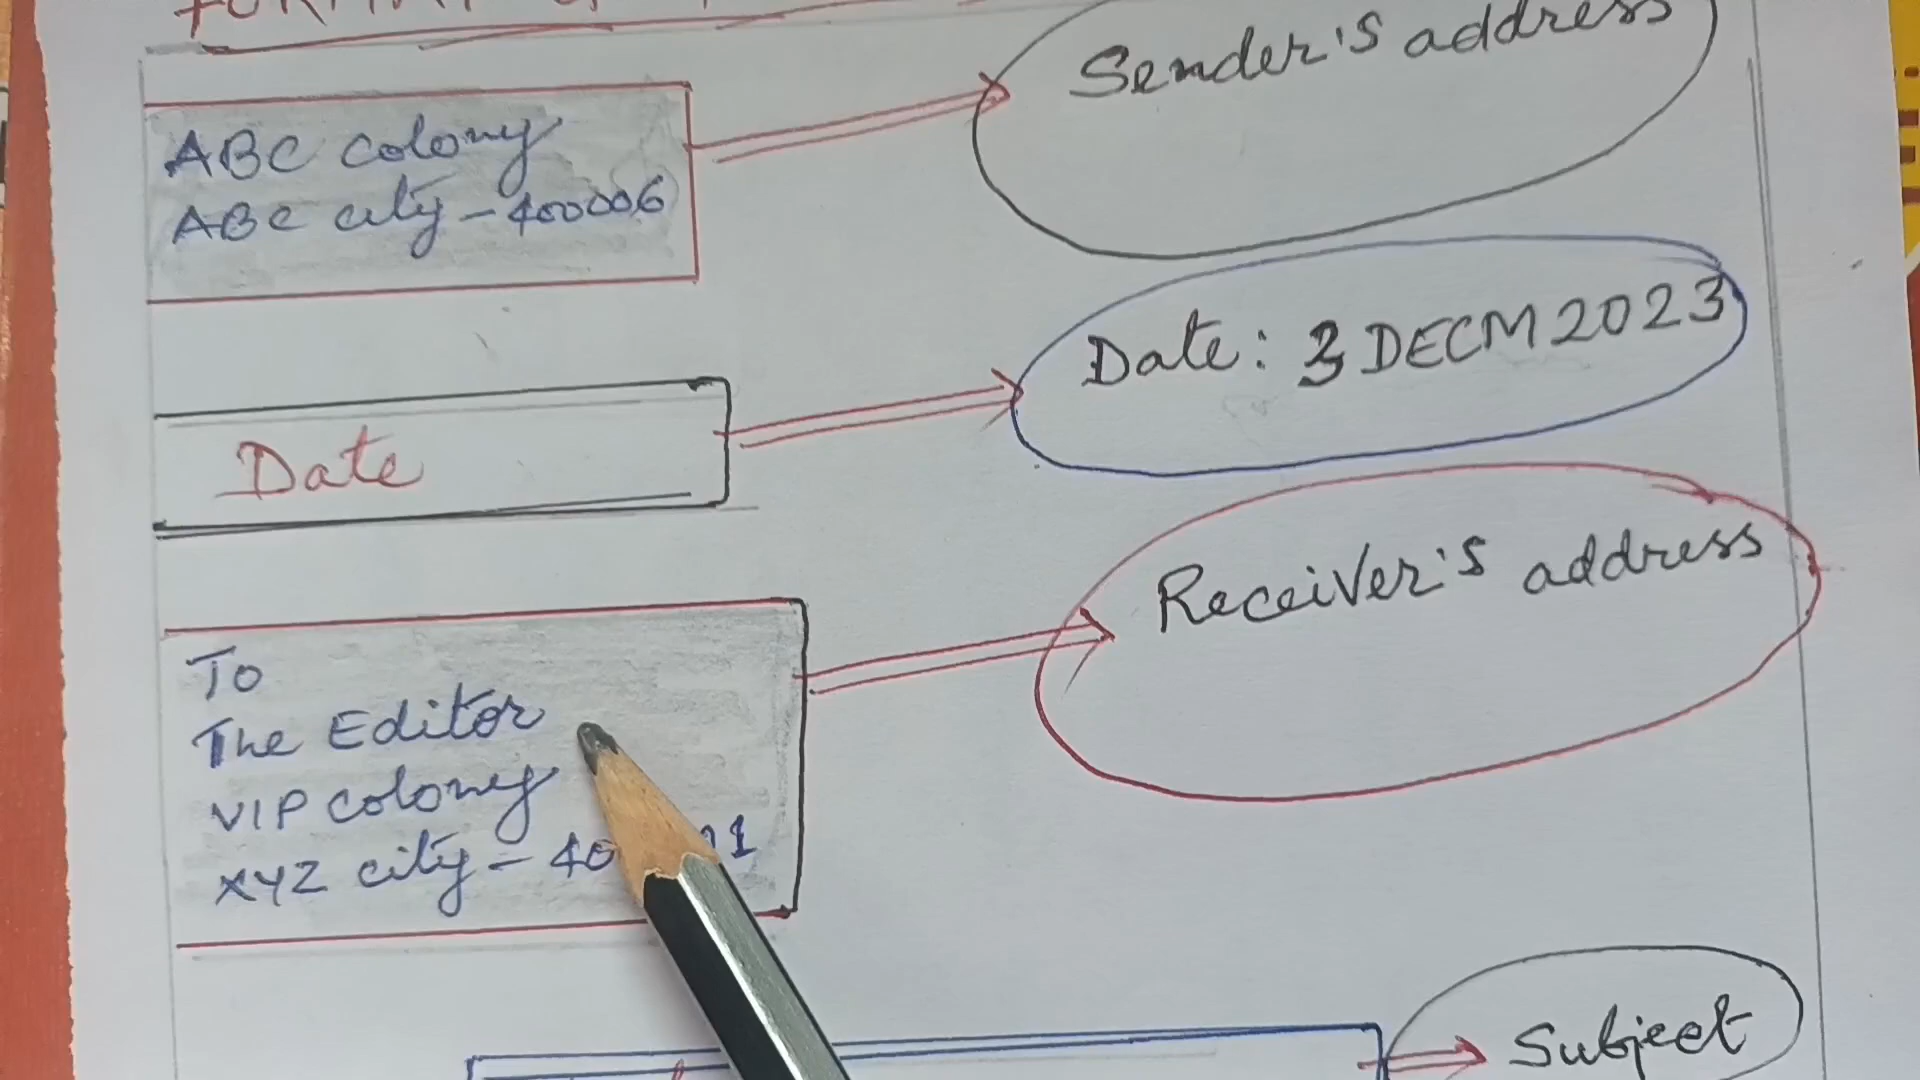 ABC colony
ABC city - 400006
Sender's address
Date
Date: 3 DECM 2023
To
The Editor
VIP colony
XYZ city -
Receiver's address
Subject